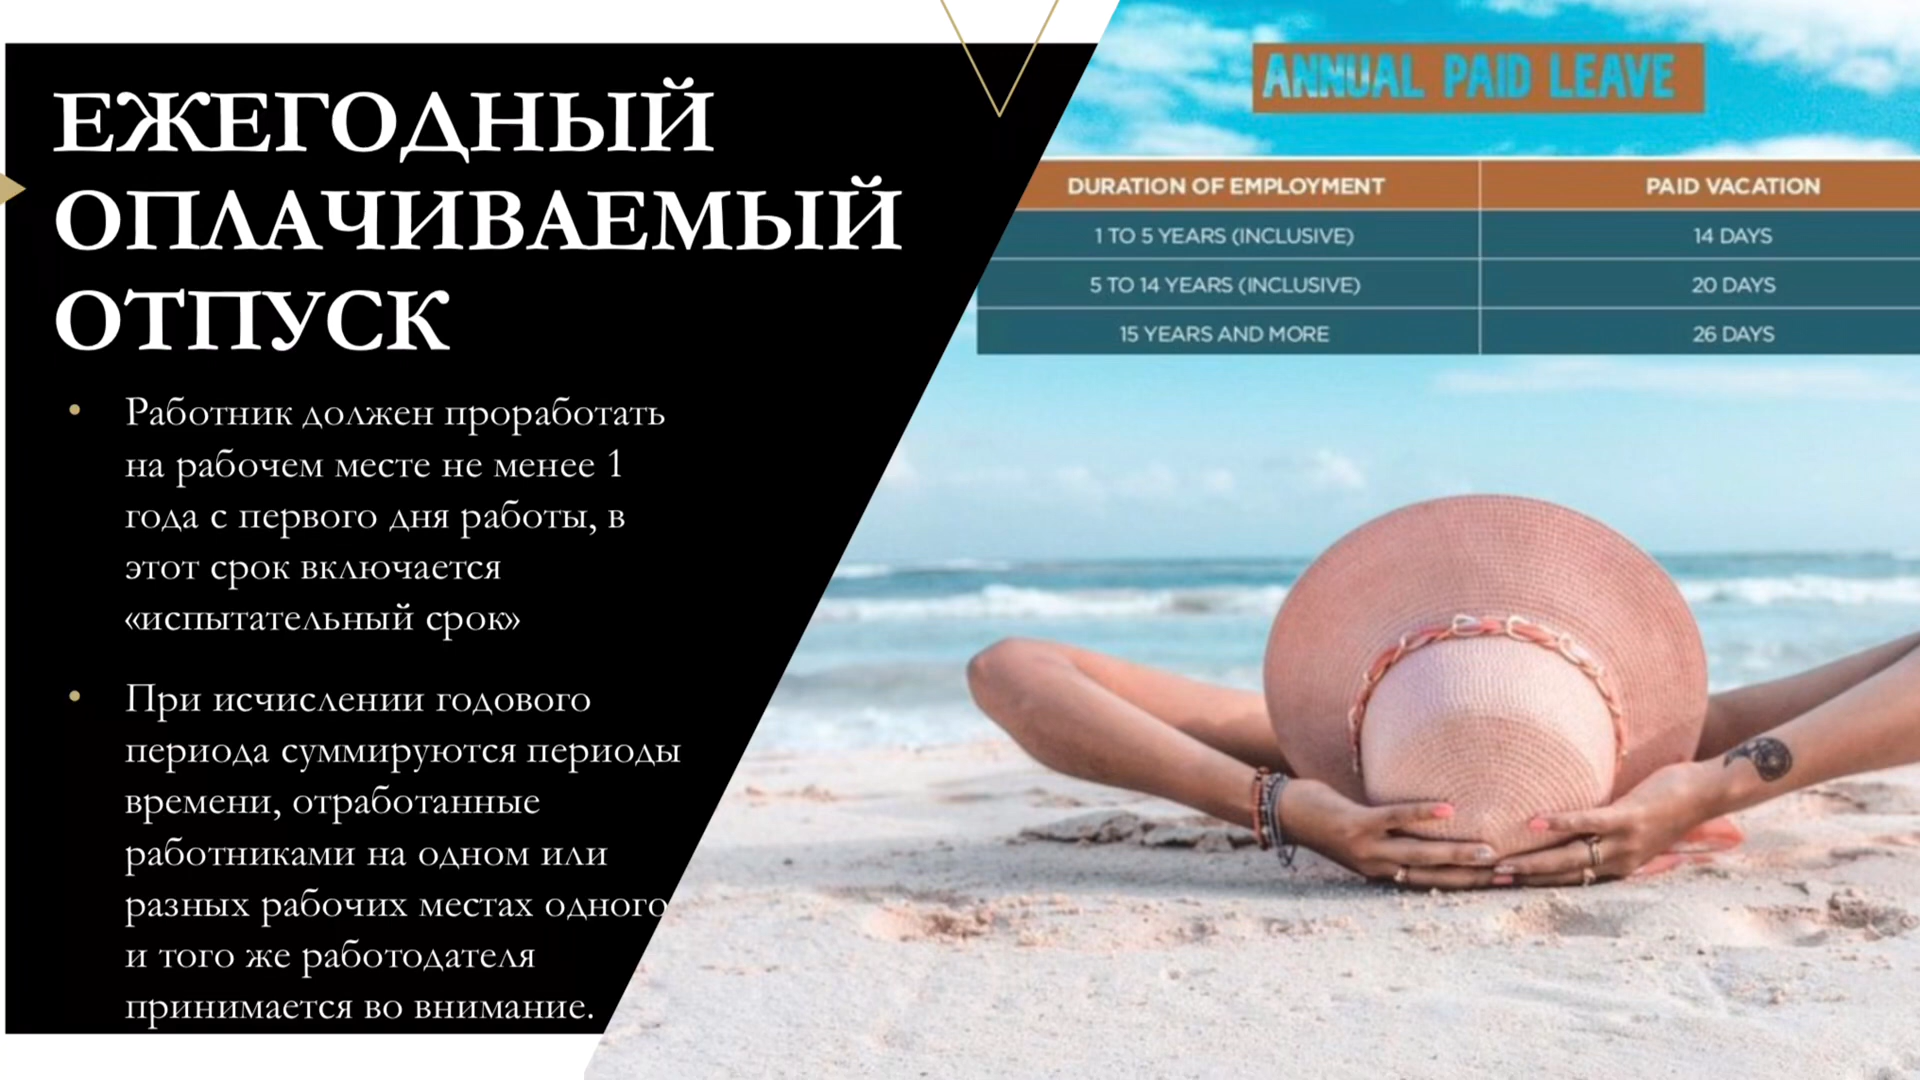 ЕЖЕГОДНЫЙ
ОПЛАЧИВАЕМЫЙ
ОТПУСК
• Работник должен проработать
на рабочем месте не менее 1
года с первого дня работы, в
этот срок включается
«испытательный срок»
• При исчислении годового
периода суммируются периоды
времени, отработанные
работниками на одном или
разных рабочих местах одного
и того же работодателя
принимается во внимание.
ANNUAL PAID LEAVE
DURATION OF EMPLOYMENT PAID VACATION
1 TO 5 YEARS (INCLUSIVE) 14 DAYS
5 TO 14 YEARS (INCLUSIVE) 20 DAYS
15 YEARS AND MORE 26 DAYS